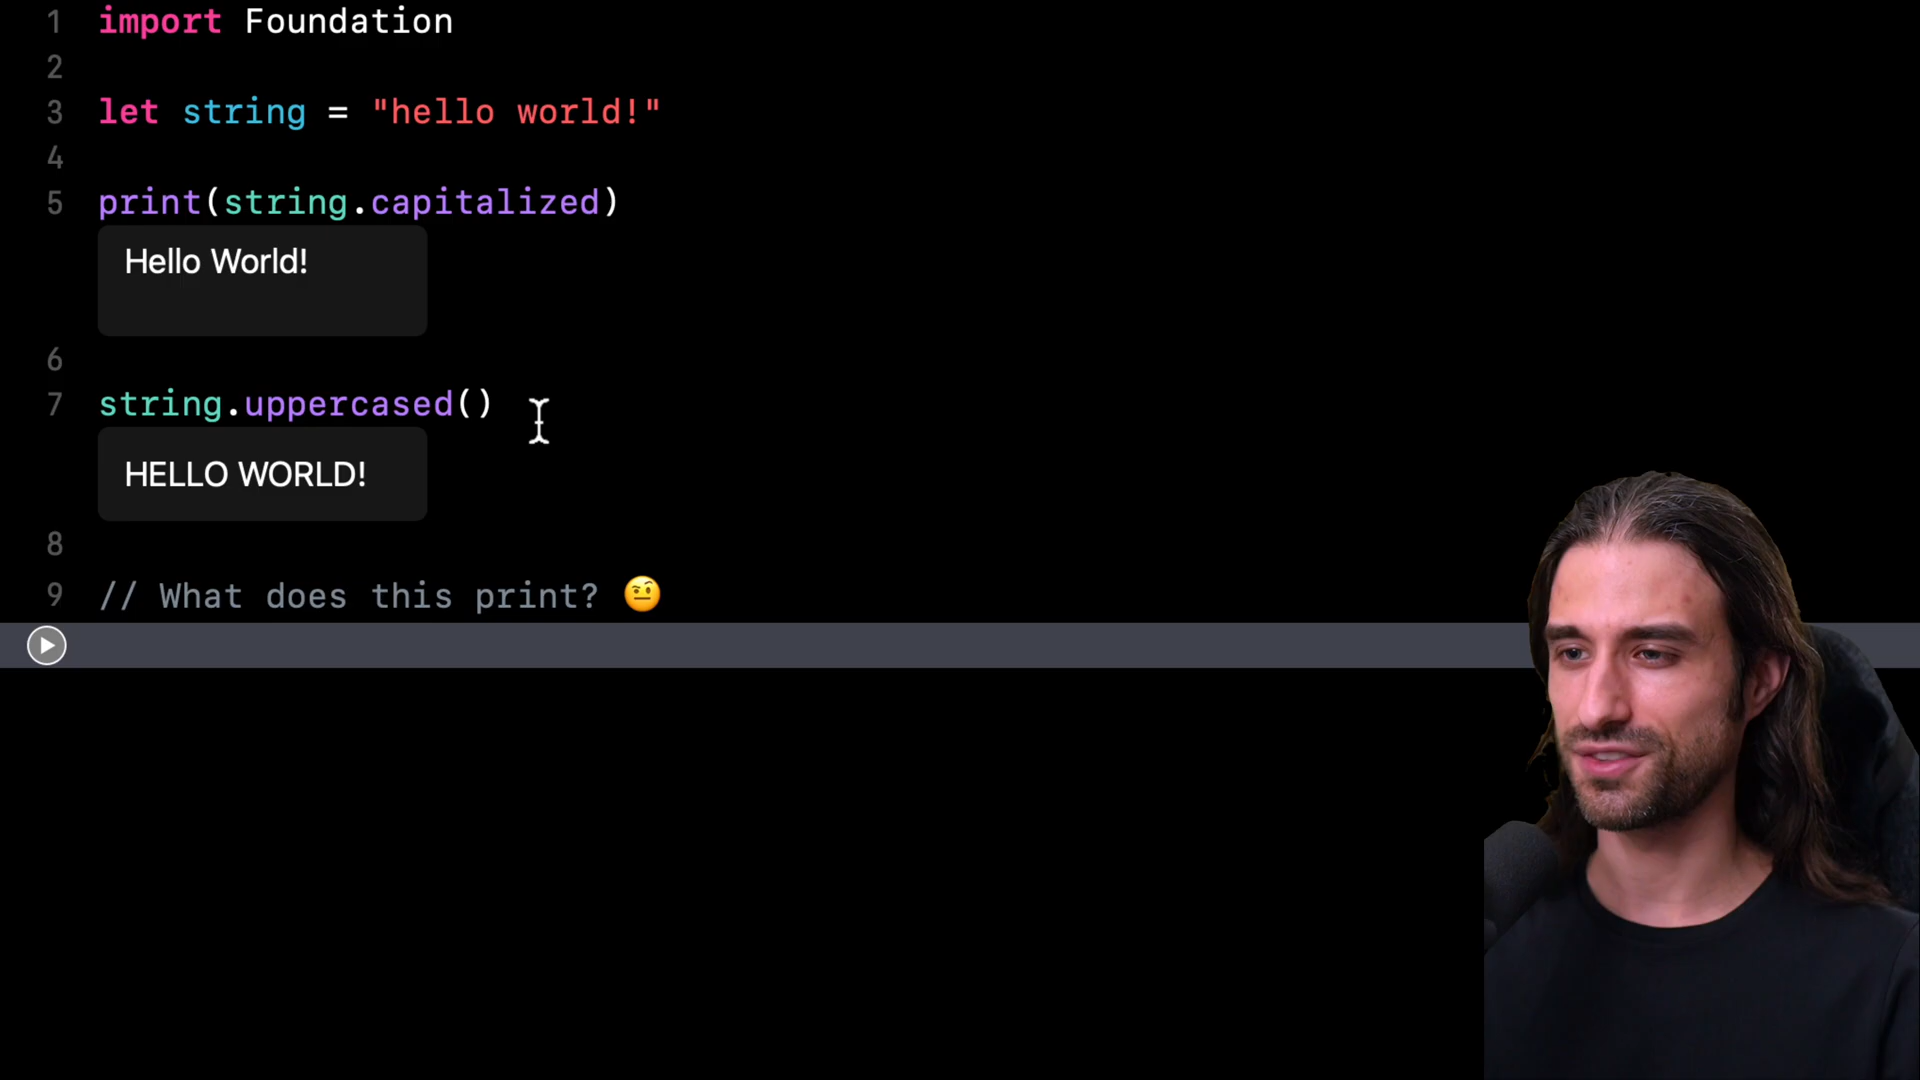 1 import Foundation
2
3 let string = "hello world!"
4
5 print(string.capitalized)
Hello World!
6
7 string.uppercased()
HELLO WORLD!
8
9 // What does this print? 🤨